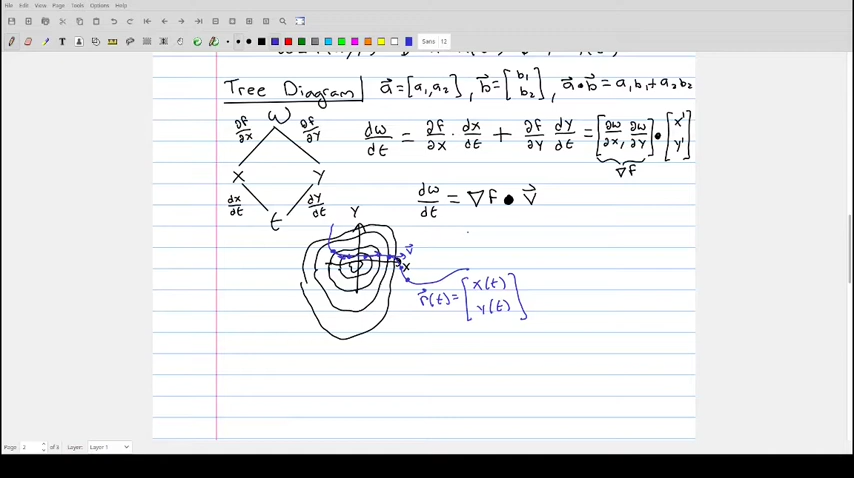 File Edit View Page Tools Options Help
Sans 12
Tree Diagram | a⃗ = [a₁, a₂], b⃗ = [b₁ b₂], a⃗ • b⃗ = a₁b₁ + a₂b₂
ω
∂f/∂x ∂f/∂y
dw/dt = ∂f/∂x · dx/dt + ∂f/∂y dy/dt = [∂w/∂x, ∂w/∂y] • [x' y']
∇f
x y
dx/dt dy/dt
t
dw/dt = ∇f • v⃗
y
v⃗
x
r⃗(t) = [x(t) y(t)]
Page 2 of 3 Layer: Layer 1